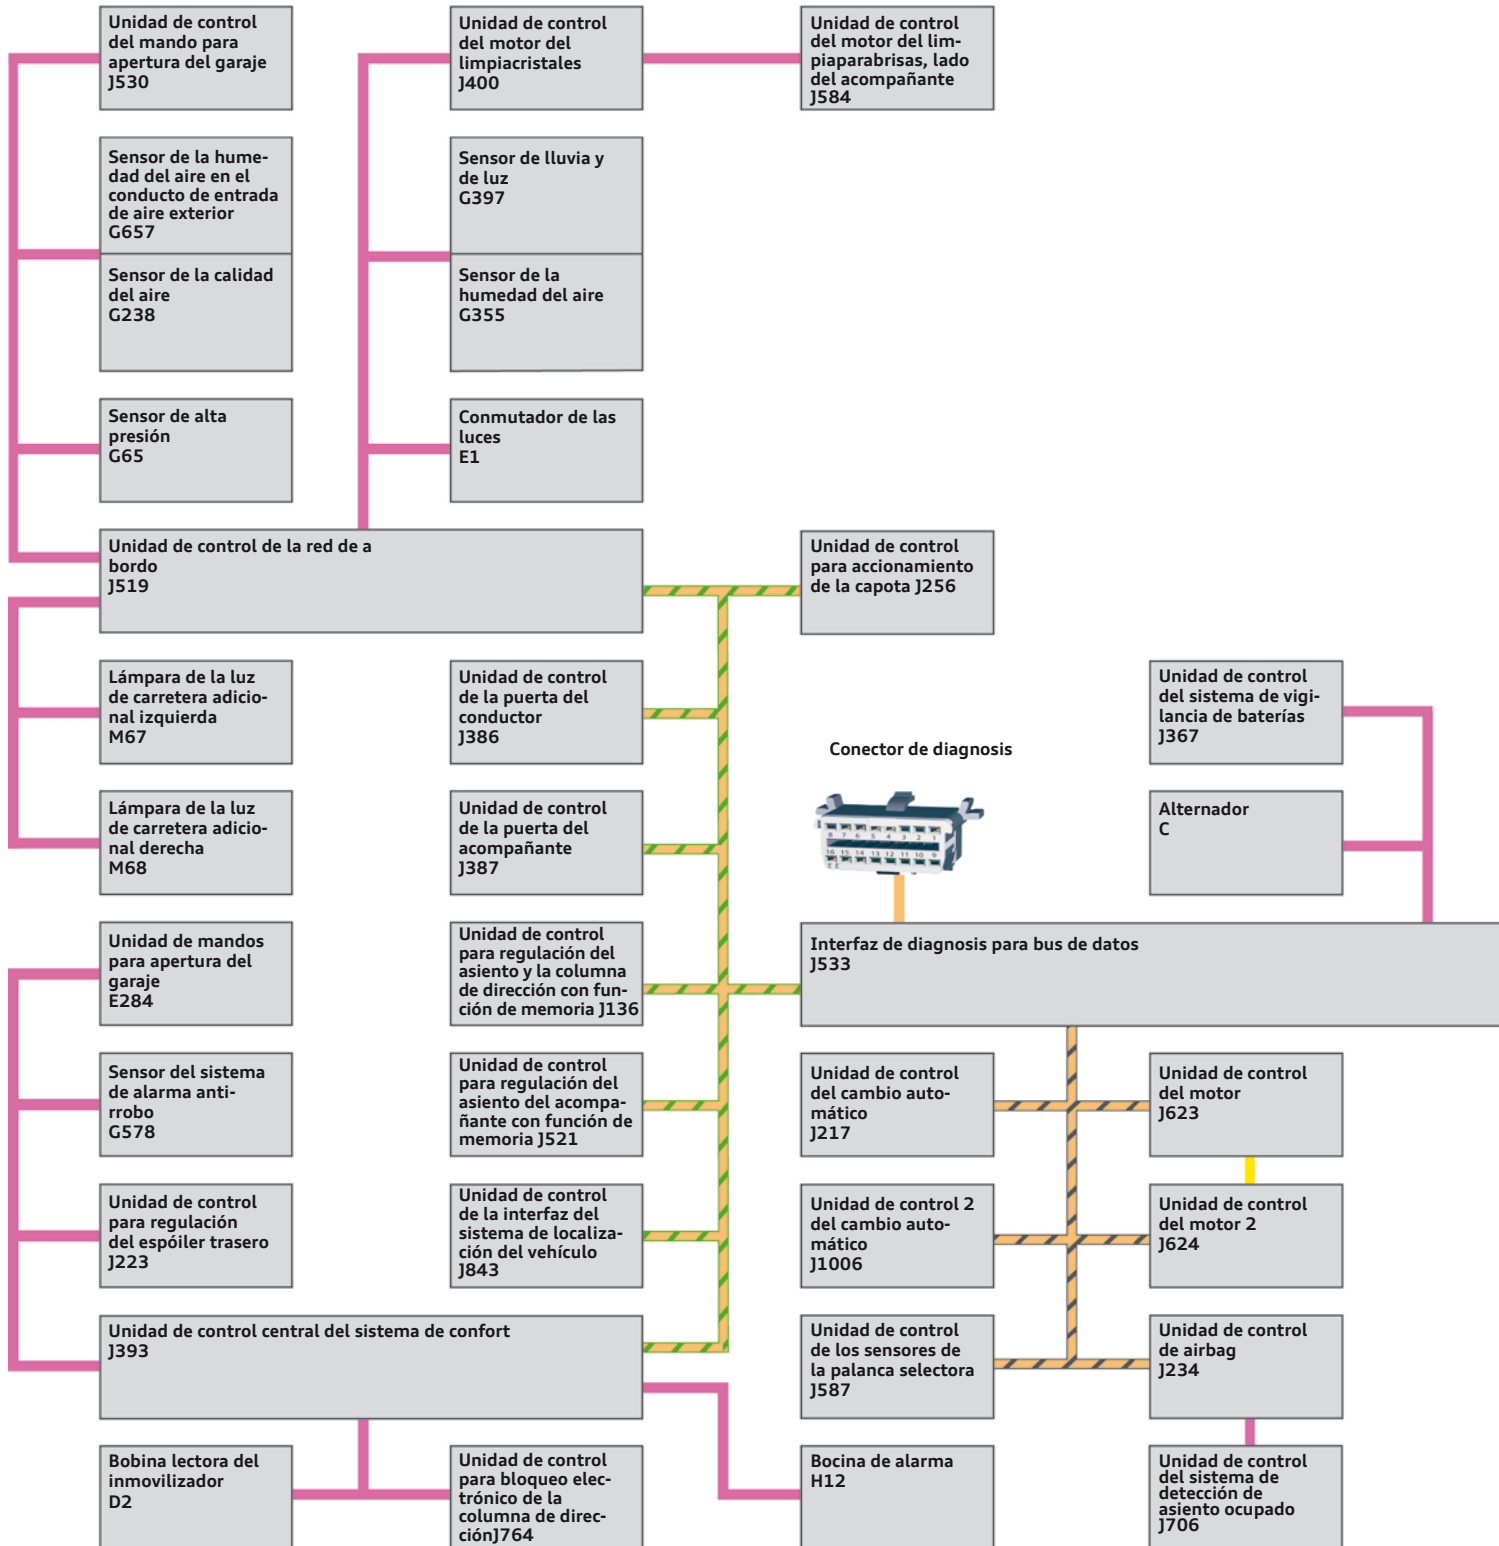 Unidad de control
del mando para
apertura del garaje
J530
Unidad de control
del motor del
limpiacristales
J400
Unidad de control
del motor del lim-
piaparabrisas, lado
del acompañante
J584
Sensor de la hume-
dad del aire en el
conducto de entrada
de aire exterior
G657
Sensor de lluvia y
de luz
G397
Sensor de la calidad
del aire
G238
Sensor de la
humedad del aire
G355
Sensor de alta
presión
G65
Conmutador de las
luces
E1
Unidad de control de la red de a
bordo
J519
Unidad de control
para accionamiento
de la capota J256
Lámpara de la luz
de carretera adicio-
nal izquierda
M67
Unidad de control
de la puerta del
conductor
J386
Unidad de control
del sistema de vigi-
lancia de baterías
J367
Conector de diagnosis
Lámpara de la luz
de carretera adicio-
nal derecha
M68
Unidad de control
de la puerta del
acompañante
J387
8 7 6 5 4 3 2 1
16 15 14 13 12 11 10 9
Alternador
C
Unidad de mandos
para apertura del
garaje
E284
Unidad de control
para regulación del
asiento y la columna
de dirección con fun-
ción de memoria J136
Interfaz de diagnosis para bus de datos
J533
Sensor del sistema
de alarma anti-
rrobo
G578
Unidad de control
para regulación del
asiento del acompa-
ñante con función de
memoria J521
Unidad de control
del cambio auto-
mático
J217
Unidad de control
del motor
J623
Unidad de control
para regulación
del espóiler trasero
J223
Unidad de control
de la interfaz del
sistema de localiza-
ción del vehículo
J843
Unidad de control 2
del cambio auto-
mático
J1006
Unidad de control
del motor 2
J624
Unidad de control central del sistema de confort
J393
Unidad de control
de los sensores de
la palanca selectora
J587
Unidad de control
de airbag
J234
Bobina lectora del
inmovilizador
D2
Unidad de control
para bloqueo elec-
trónico de la
columna de direc-
ciónJ764
Bocina de alarma
H12
Unidad de control
del sistema de
detección de
asiento ocupado
J706